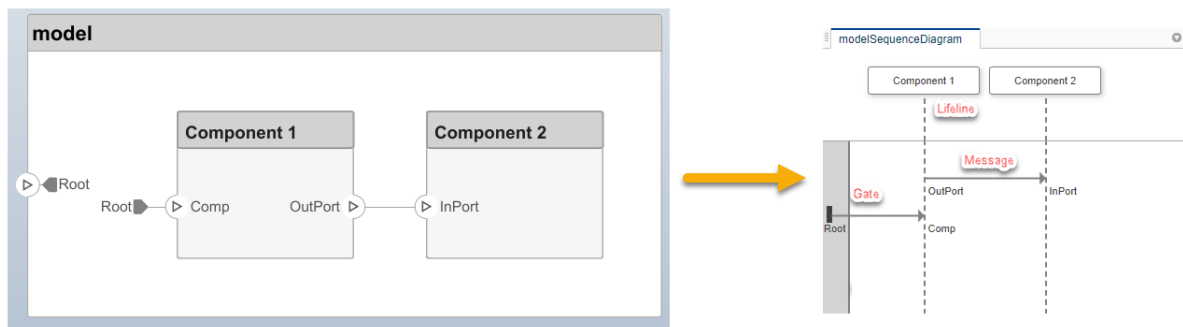 model
Component 1
Component 2
Root
Root
Comp
OutPort
InPort
modelSequenceDiagram
Component 1
Component 2
Lifeline
Message
Gate
OutPort
InPort
Root
Comp